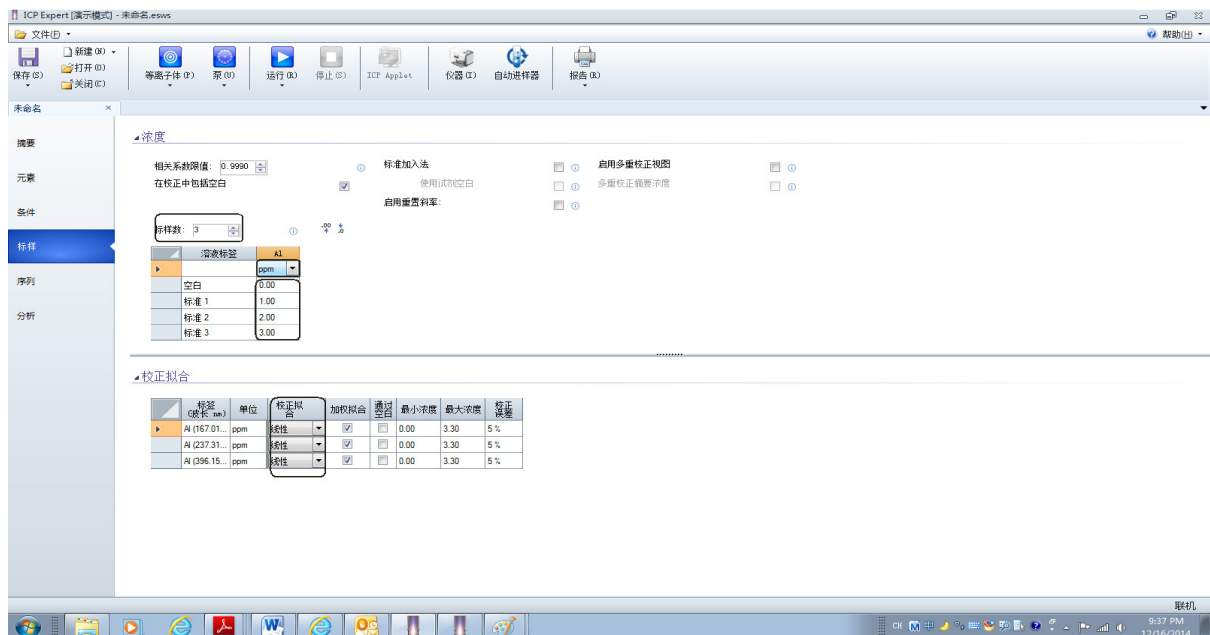 ICP Expert [演示模式] - 未命名.esws
文件(F)
帮助(H)
保存(S)
新建(N)
打开(O)
关闭(C)
等离子体(P)
泵(U)
运行(R)
停止(S)
ICP Applet
仪器(I)
自动进样器
报告(R)
未命名 ×
摘要
元素
条件
标样
序列
分析
浓度
相关系数限值: 0.9990
标准加入法
启用多重校正视图
在校正中包括空白
使用试剂空白
多重校正摘要浓度
启用重置斜率:
标样数: 3
.00 .0
溶液标签 Al
ppm
空白 0.00
标准 1 1.00
标准 2 2.00
标准 3 3.00
校正拟合
标签 (波长 nm) 单位 校正拟合 加权拟合 通过空白 最小浓度 最大浓度 校正误差
Al (167.01... ppm 线性 0.00 3.30 5 %
Al (237.31... ppm 线性 0.00 3.30 5 %
Al (396.15... ppm 线性 0.00 3.30 5 %
联机
CH
9:37 PM
12/16/2014